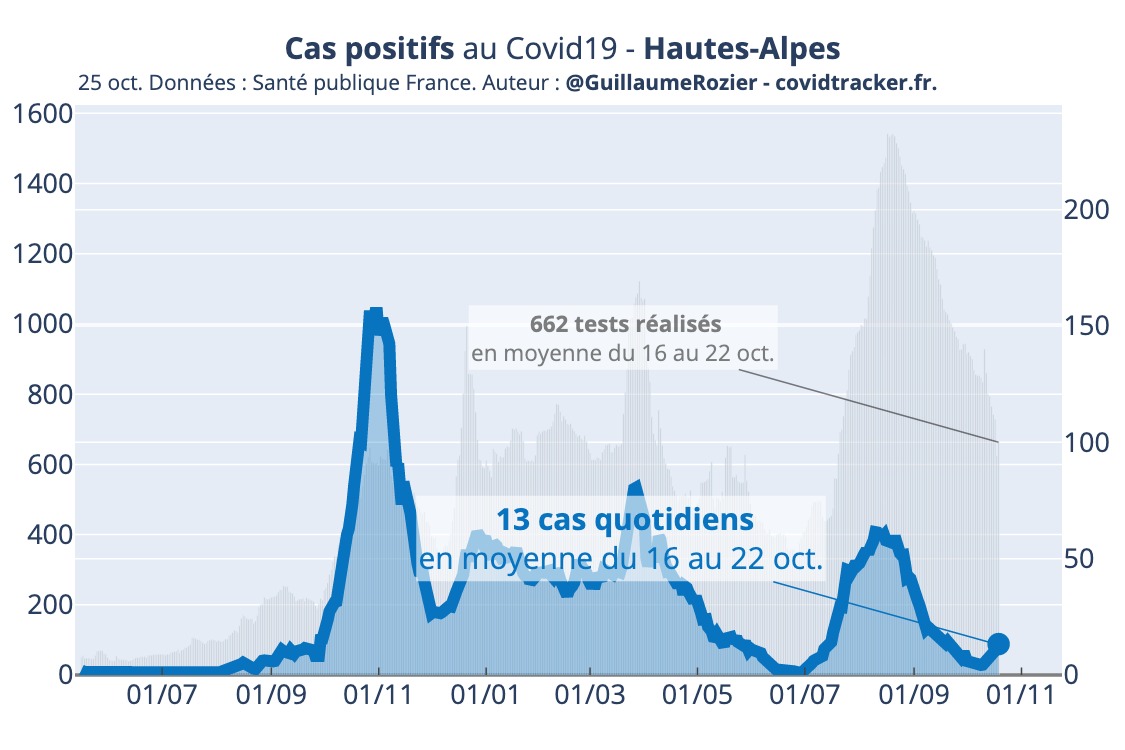 Cas positifs au Covid19 - Hautes-Alpes
25 oct. Données : Santé publique France. Auteur : @GuillaumeRozier - covidtracker.fr.
1600
1400
1200
1000
800
600
400
200
0
200
150
100
50
0
662 tests réalisés
en moyenne du 16 au 22 oct.
13 cas quotidiens
en moyenne du 16 au 22 oct.
01/07 01/09 01/11 01/01 01/03 01/05 01/07 01/09 01/11